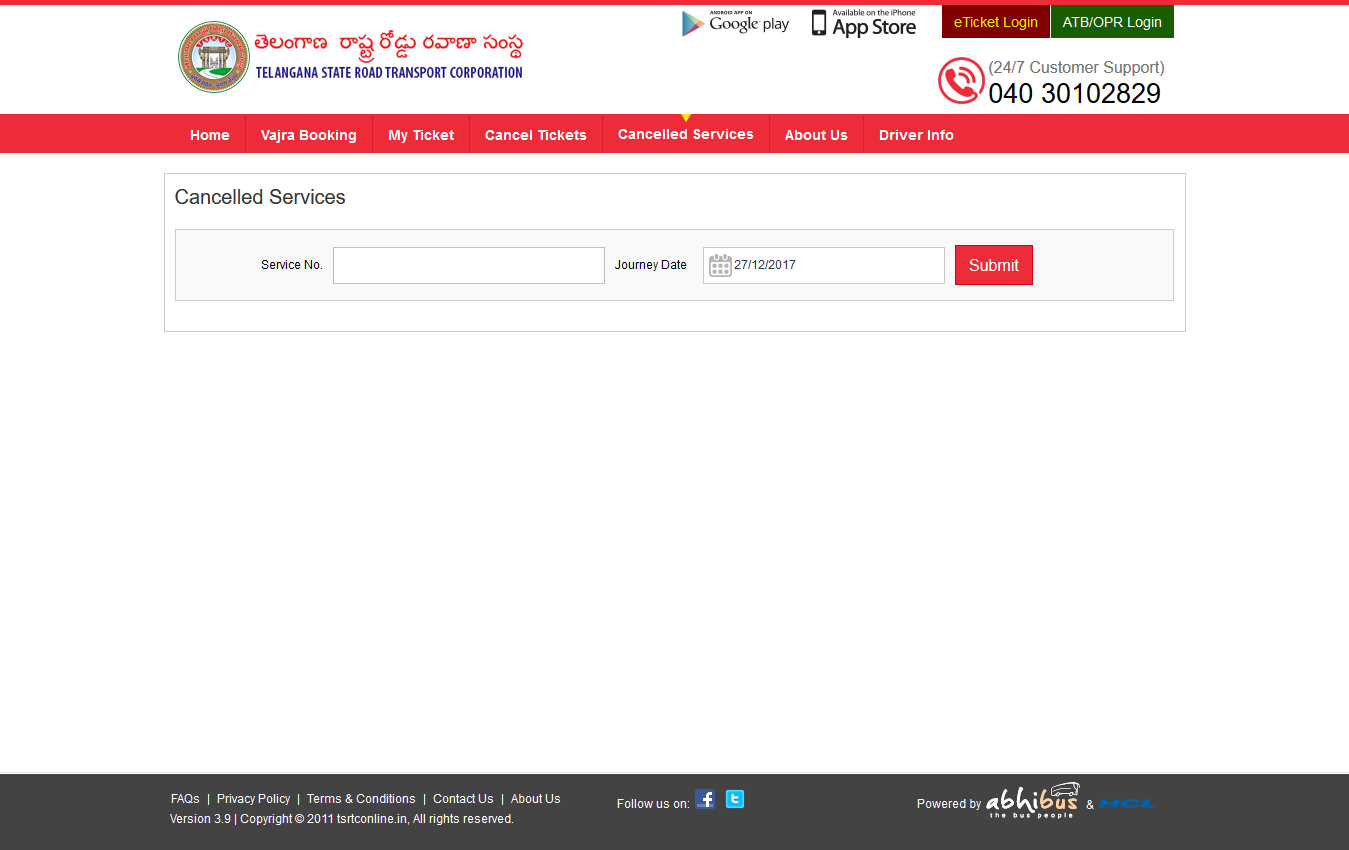 ANDROID APP ON
Google play
Available on the iPhone
App Store
eTicket Login
ATB/OPR Login
తెలంగాణ రాష్ట్ర రోడ్డు రవాణా సంస్థ
TELANGANA STATE ROAD TRANSPORT CORPORATION
(24/7 Customer Support)
040 30102829
Home
Vajra Booking
My Ticket
Cancel Tickets
Cancelled Services
About Us
Driver Info
Cancelled Services
Service No.
Journey Date
27/12/2017
Submit
FAQs | Privacy Policy | Terms & Conditions | Contact Us | About Us
Version 3.9 | Copyright © 2011 tsrtconline.in, All rights reserved.
Follow us on:
Powered by abhibus & HCL
the bus people